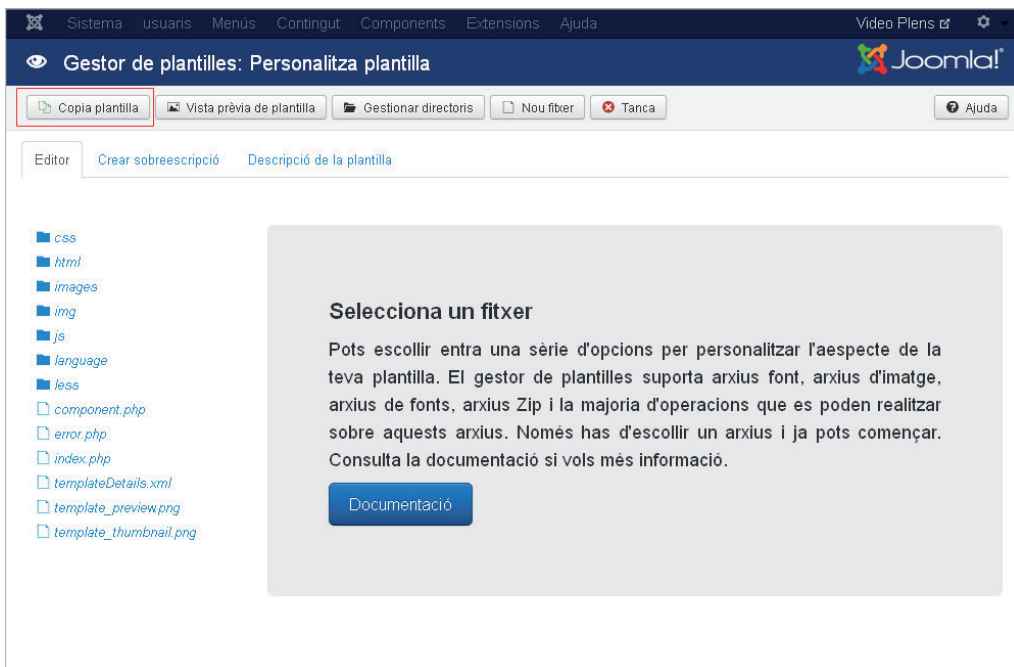 Sistema usuaris Menús Contingut Components Extensions Ajuda Video Plens
Gestor de plantilles: Personalitza plantilla Joomla!®
Copia plantilla Vista prèvia de plantilla Gestionar directoris Nou fitxer Tanca Ajuda
Editor Crear sobreescripció Descripció de la plantilla
css
html
images
img
js
language
less
component.php
error.php
index.php
templateDetails.xml
template_preview.png
template_thumbnail.png
Selecciona un fitxer
Pots escollir entra una sèrie d'opcions per personalitzar l'aespecte de la
teva plantilla. El gestor de plantilles suporta arxius font, arxius d'imatge,
arxius de fonts, arxius Zip i la majoria d'operacions que es poden realitzar
sobre aquests arxius. Només has d'escollir un arxius i ja pots començar.
Consulta la documentació si vols més informació.
Documentació